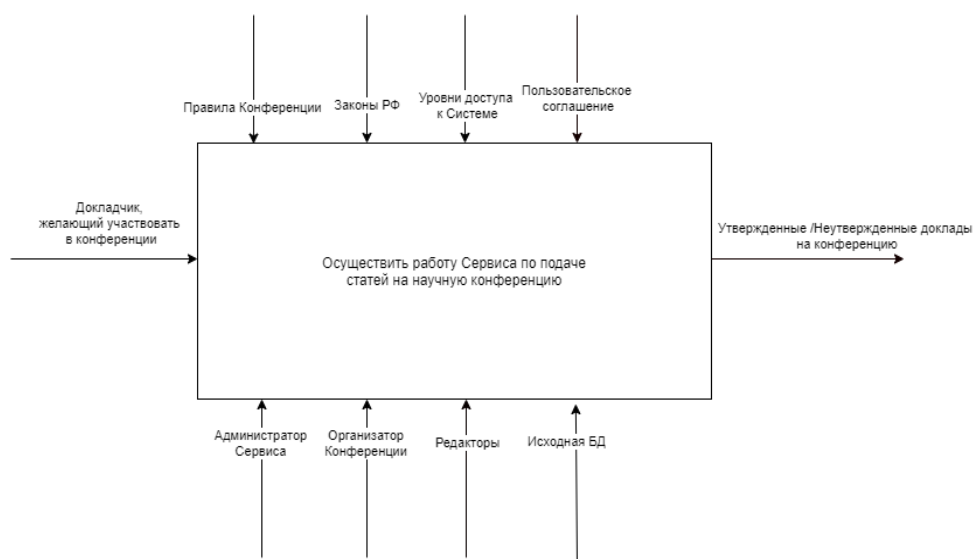 Правила Конференции
Законы РФ
Уровни доступа
к Системе
Пользовательское
соглашение
Докладчик,
желающий участвовать
в конференции
Осуществить работу Сервиса по подаче
статей на научную конференцию
Утвержденные /Неутвержденные доклады
на конференцию
Администратор
Сервиса
Организатор
Конференции
Редакторы
Исходная БД